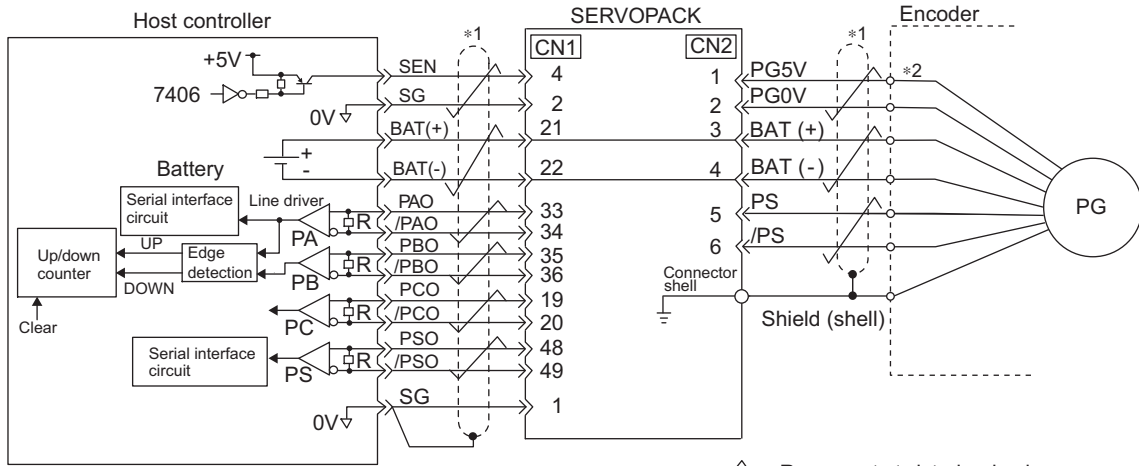 Host controller
SERVOPACK
Encoder
*1
*1
+5V
CN1
CN2
SEN
4
1
PG5V
*2
7406
SG
2
2
PG0V
0V
BAT(+)
21
3
BAT (+)
+
-
BAT(-)
22
4
BAT (-)
Battery
Serial interface
circuit
Line driver
PAO
33
5
PS
PG
PA
R
/PAO
34
UP
Up/down
counter
Edge
detection
PBO
35
6
/PS
R
/PBO
36
DOWN
PB
Connector
shell
PCO
19
R
Clear
PC
/PCO
20
Shield (shell)
Serial interface
circuit
PSO
48
R
PS
/PSO
49
SG
1
0V